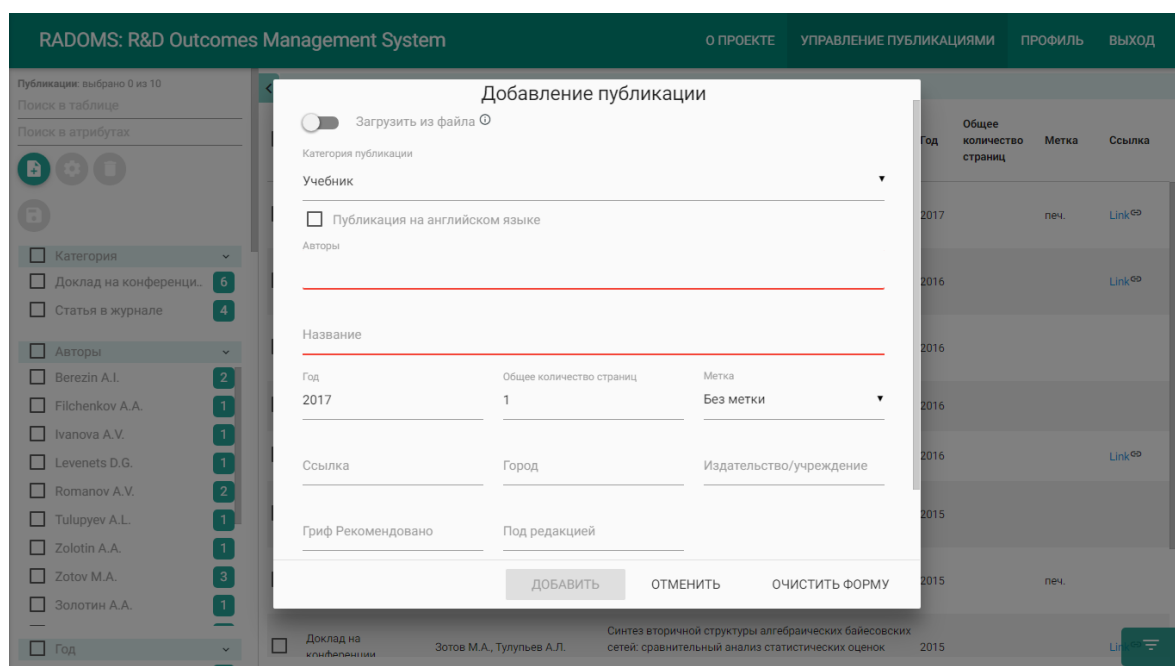 RADOMS: R&D Outcomes Management System
О ПРОЕКТЕ
УПРАВЛЕНИЕ ПУБЛИКАЦИЯМИ
ПРОФИЛЬ
ВЫХОД
Публикации: выбрано 0 из 10
Поиск в таблице
Поиск в атрибутах
Категория
Доклад на конференци.. 6
Статья в журнале 4
Авторы
Berezin A.I. 2
Filchenkov A.A. 1
Ivanova A.V. 1
Levenets D.G. 1
Romanov A.V. 2
Tulupyev A.L. 1
Zolotin A.A. 1
Zotov M.A. 3
Золотин А.А. 1
Год
Добавление публикации
Загрузить из файла
Категория публикации
Учебник
Публикация на английском языке
Авторы
Название
Год
Общее количество страниц
Метка
2017
1
Без метки
Ссылка
Город
Издательство/учреждение
Гриф Рекомендовано
Под редакцией
ДОБАВИТЬ
ОТМЕНИТЬ
ОЧИСТИТЬ ФОРМУ
Год
Общее
количество
страниц
Метка
Ссылка
2017 печ. Link
2016 Link
2016
2016
2016 Link
2015
2015 печ.
Доклад на
конференции
Зотов М.А., Тулупьев А.Л.
Синтез вторичной структуры алгебраических байесовских
сетей: сравнительный анализ статистических оценок
2015